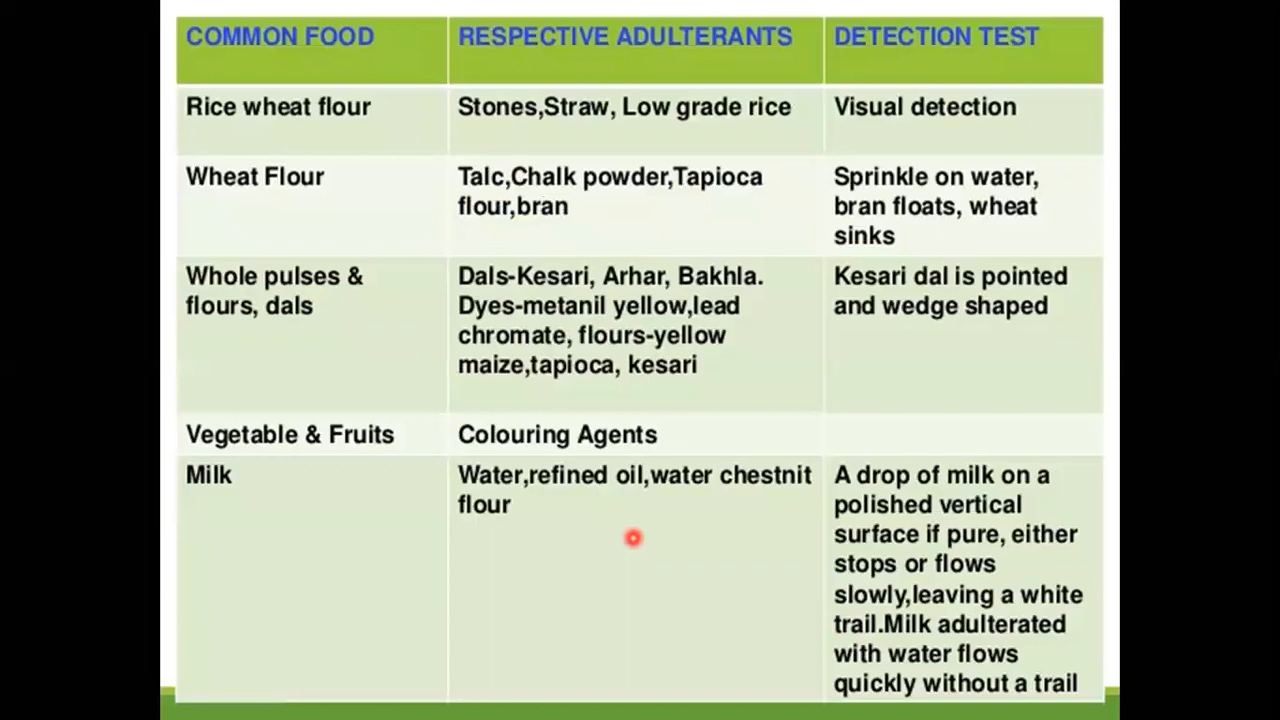 COMMON FOOD
RESPECTIVE ADULTERANTS
DETECTION TEST
Rice wheat flour
Stones,Straw, Low grade rice
Visual detection
Wheat Flour
Talc,Chalk powder,Tapioca
flour,bran
Sprinkle on water,
bran floats, wheat
sinks
Whole pulses &
flours, dals
Dals-Kesari, Arhar, Bakhla.
Dyes-metanil yellow,lead
chromate, flours-yellow
maize,tapioca, kesari
Kesari dal is pointed
and wedge shaped
Vegetable & Fruits
Colouring Agents
Milk
Water,refined oil,water chestnit
flour
A drop of milk on a
polished vertical
surface if pure, either
stops or flows
slowly,leaving a white
trail.Milk adulterated
with water flows
quickly without a trail